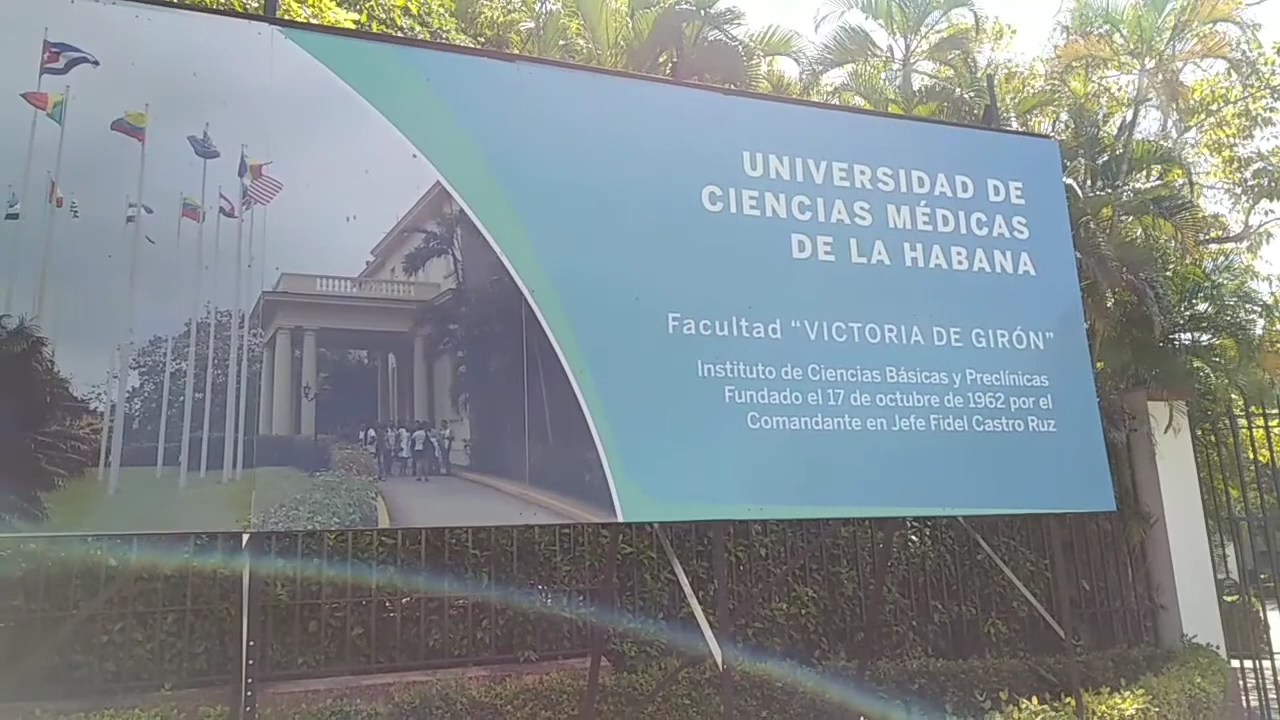 UNIVERSIDAD DE
CIENCIAS MÉDICAS
DE LA HABANA
Facultad “VICTORIA DE GIRÓN”
Instituto de Ciencias Básicas y Preclínicas
Fundado el 17 de octubre de 1962 por el
Comandante en Jefe Fidel Castro Ruz